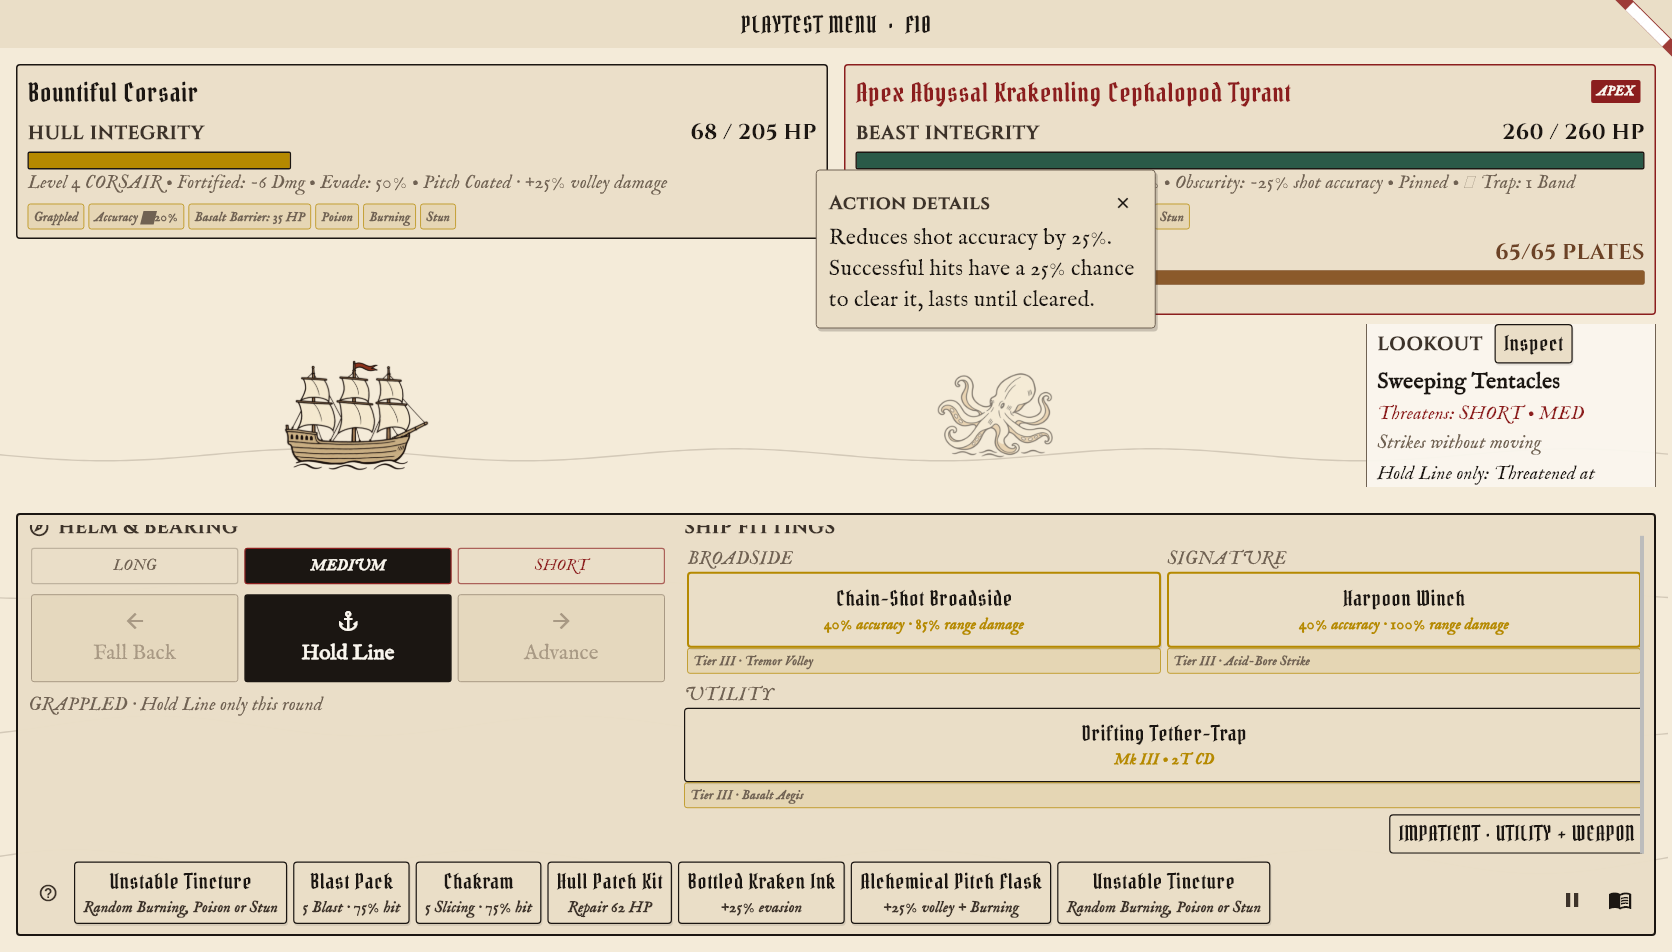 PLAYTEST MENU · F10
Bountiful Corsair
HULL INTEGRITY
68 / 205 HP
Level 4 CORSAIR • Fortified: -6 Dmg • Evade: 50% • Pitch Coated · +25% volley damage
Grappled
Accuracy 20%
Basalt Barrier: 35 HP
Poison
Burning
Stun
Apex Abyssal Krakenling Cephalopod Tyrant
APEX
BEAST INTEGRITY
260 / 260 HP
• Obscurity: -25% shot accuracy • Pinned • Trap: 1 Band
Stun
65/65 PLATES
ACTION DETAILS
×
Reduces shot accuracy by 25%.
Successful hits have a 25% chance
to clear it, lasts until cleared.
LOOKOUT
Inspect
Sweeping Tentacles
Threatens: SHORT • MED
Strikes without moving
Hold Line only: Threatened at
HELM & BEARING
LONG
MEDIUM
SHORT
← Fall Back
Hold Line
→ Advance
GRAPPLED · Hold Line only this round
SHIP FITTINGS
BROADSIDE
Chain-Shot Broadside
40% accuracy · 85% range damage
Tier III · Tremor Volley
SIGNATURE
Harpoon Winch
40% accuracy · 100% range damage
Tier III · Acid-Bore Strike
UTILITY
Drifting Tether-Trap
Mk III • 2T CD
Tier III · Basalt Aegis
IMPATIENT · UTILITY + WEAPON
?
Unstable Tincture
Random Burning, Poison or Stun
Blast Pack
5 Blast · 75% hit
Chakram
5 Slicing · 75% hit
Hull Patch Kit
Repair 62 HP
Bottled Kraken Ink
+25% evasion
Alchemical Pitch Flask
+25% volley + Burning
Unstable Tincture
Random Burning, Poison or Stun